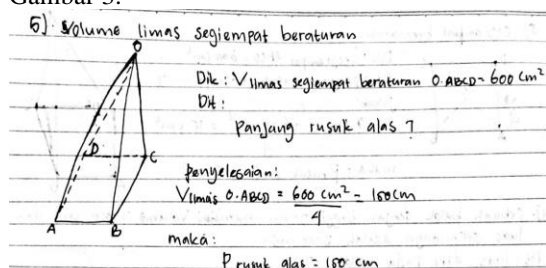 Gambar 3.
5) Volume limas segiempat beraturan
O
Dik : V limas segiempat beraturan O.ABCD = 600 cm²
Dit :
Panjang rusuk alas ?
D C
Penyelesaian :
V limas O.ABCD = 600 cm² = 150 cm
4
A B
maka :
P rusuk alas = 150 cm